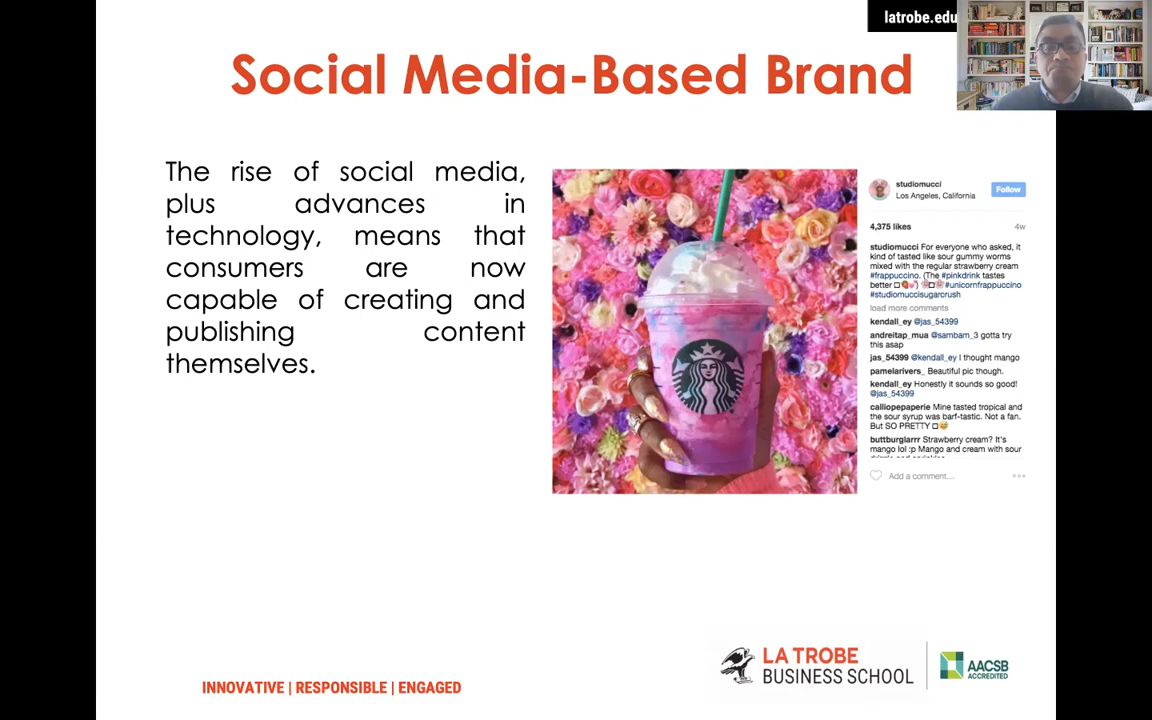 latrobe.edu
Social Media-Based Brand
The rise of social media,
plus advances in
technology, means that
consumers are now
capable of creating and
publishing content
themselves.
studiomucci
Los Angeles, California
Follow
4,375 likes
4w
studiomucci For everyone who asked, it
kind of tasted like sour gummy worms
mixed with the regular strawberry cream
#frappuccino. (The #pinkdrink tastes
better #unicornfrappuccino
#studiomuccisugarcrush
load more comments
kendall_ey @jas_54399
andreitap_mua @sambam_3 gotta try
this asap
jas_54399 @kendall_ey I thought mango
pamelarivers_ Beautiful pic though.
kendall_ey Honestly it sounds so good!
@jas_54399
calliopepaperie Mine tasted tropical and
the sour syrup was barf-tastic. Not a fan.
But SO PRETTY
buttburglarrr Strawberry cream? It's
mango lol :p Mango and cream with sour
Add a comment...
LA TROBE
BUSINESS SCHOOL
AACSB
ACCREDITED
INNOVATIVE | RESPONSIBLE | ENGAGED